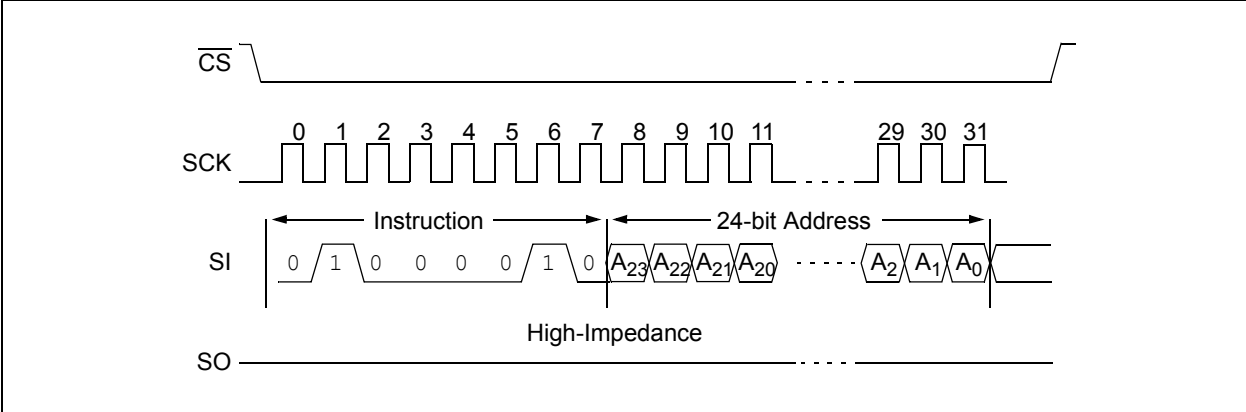 CS
0 1 2 3 4 5 6 7 8 9 10 11 29 30 31
SCK
Instruction 24-bit Address
SI 0 1 0 0 0 0 1 0 A23 A22 A21 A20 A2 A1 A0
High-Impedance
SO